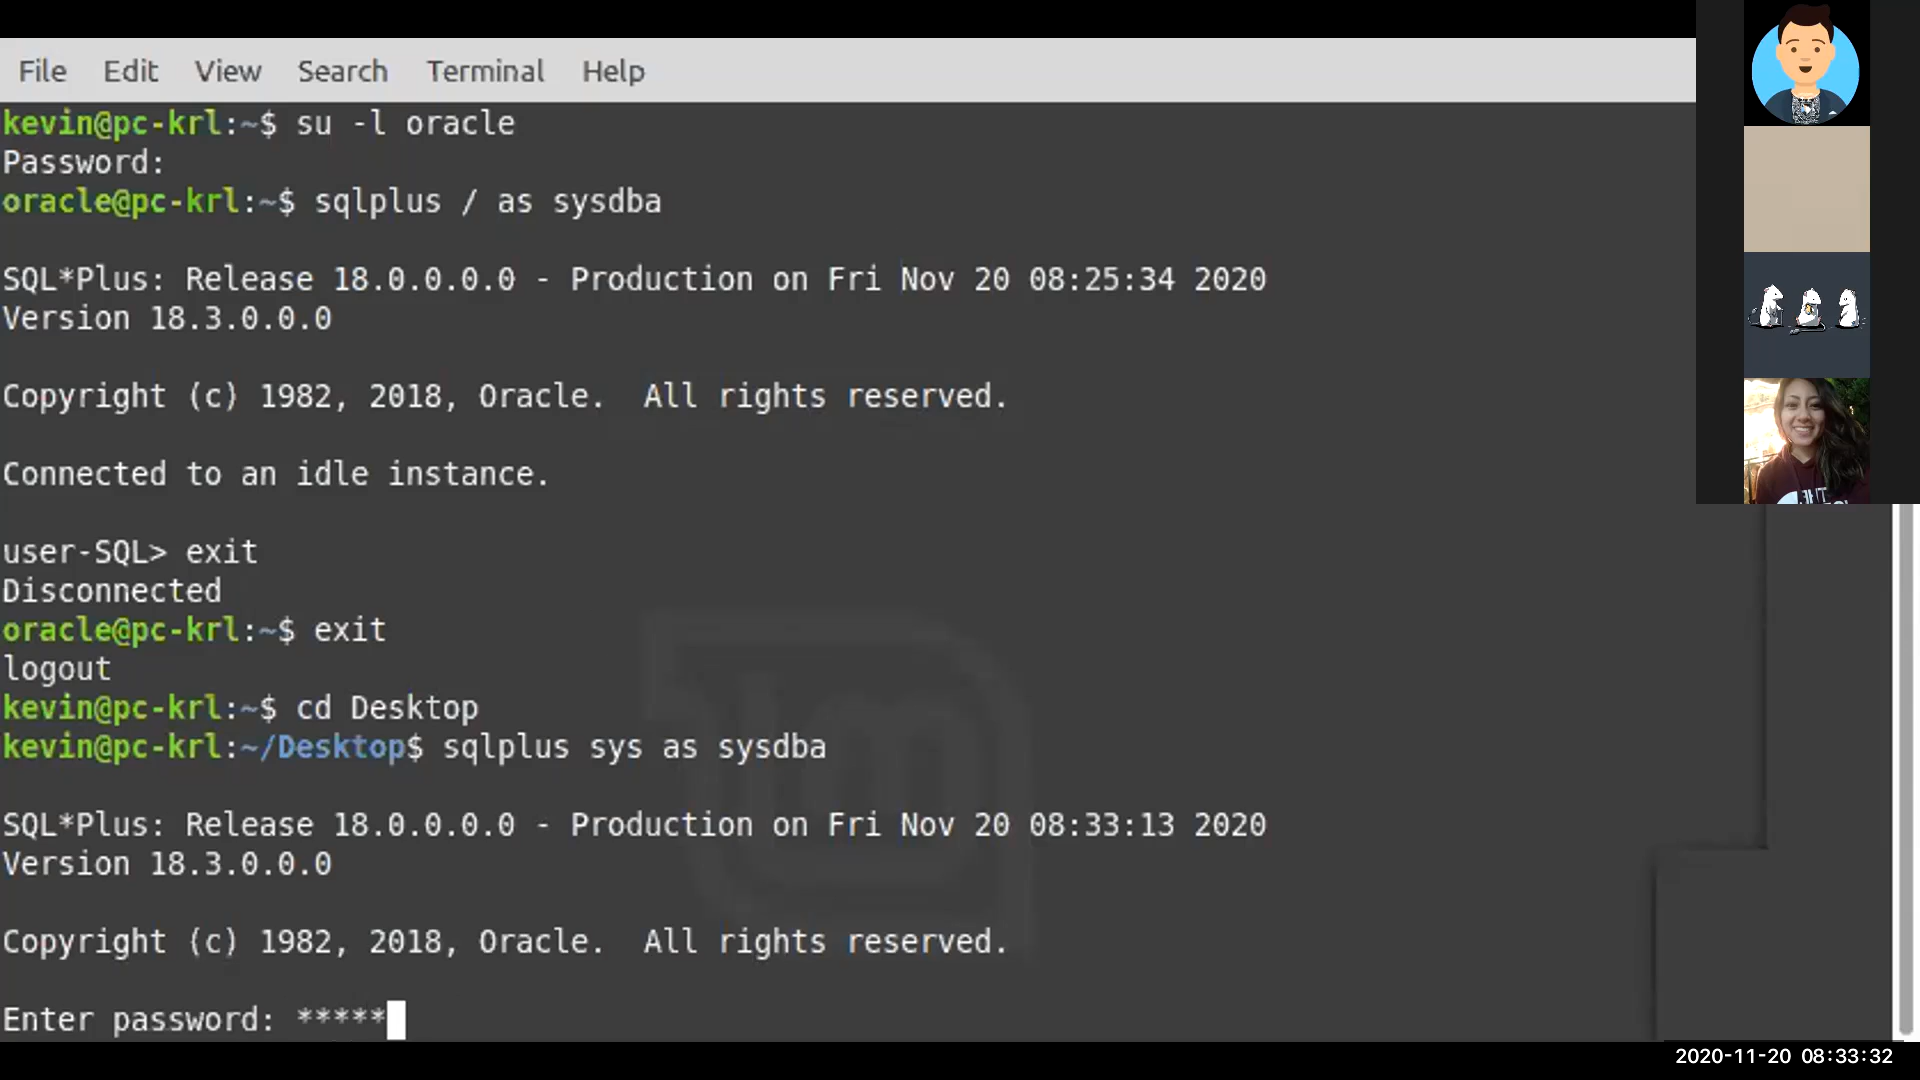 File Edit View Search Terminal Help
kevin@pc-krl:~$ su -l oracle
Password:
oracle@pc-krl:~$ sqlplus / as sysdba
SQL*Plus: Release 18.0.0.0.0 - Production on Fri Nov 20 08:25:34 2020
Version 18.3.0.0.0
Copyright (c) 1982, 2018, Oracle.  All rights reserved.
Connected to an idle instance.
user-SQL> exit
Disconnected
oracle@pc-krl:~$ exit
logout
kevin@pc-krl:~$ cd Desktop
kevin@pc-krl:~/Desktop$ sqlplus sys as sysdba
SQL*Plus: Release 18.0.0.0.0 - Production on Fri Nov 20 08:33:13 2020
Version 18.3.0.0.0
Copyright (c) 1982, 2018, Oracle.  All rights reserved.
Enter password: *****
2020-11-20 08:33:32